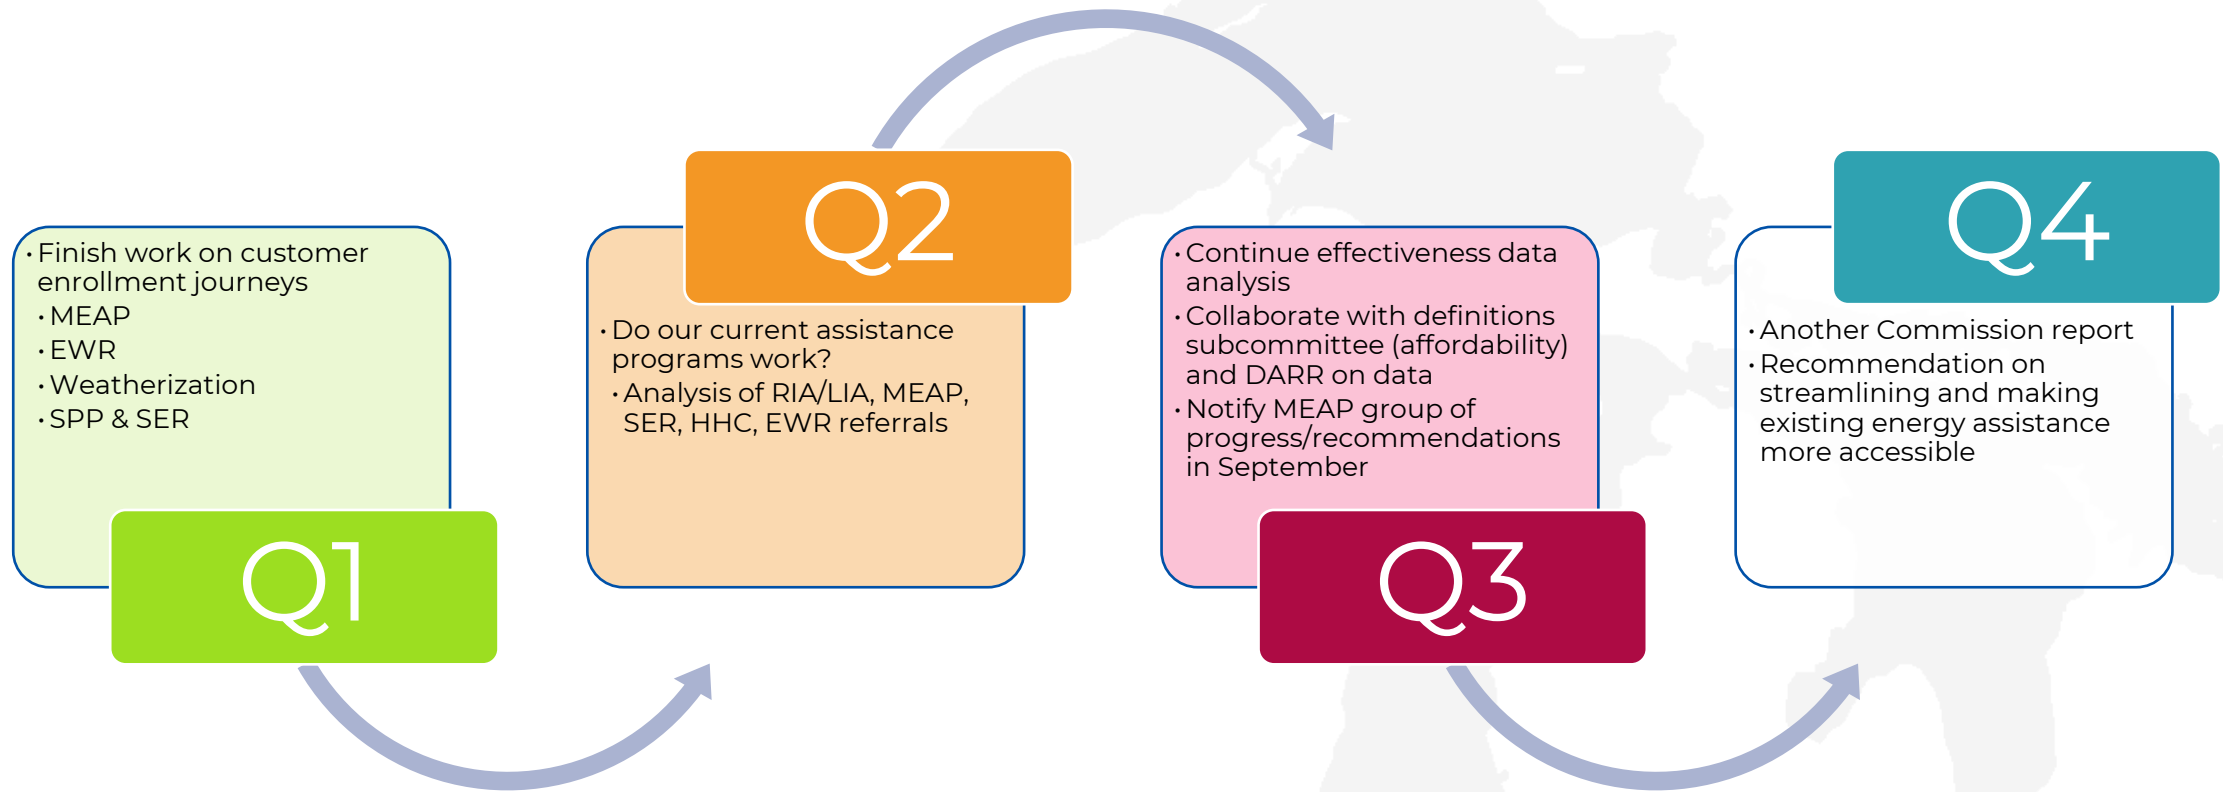 · Finish work on customer
enrollment journeys
· MEAP
· EWR
· Weatherization
· SPP & SER
Q1
Q2
· Do our current assistance
programs work?
· Analysis of RIA/LIA, MEAP,
SER, HHC, EWR referrals
· Continue effectiveness data
analysis
· Collaborate with definitions
subcommittee (affordability)
and DARR on data
· Notify MEAP group of
progress/recommendations
in September
Q3
Q4
· Another Commission report
· Recommendation on
streamlining and making
existing energy assistance
more accessible